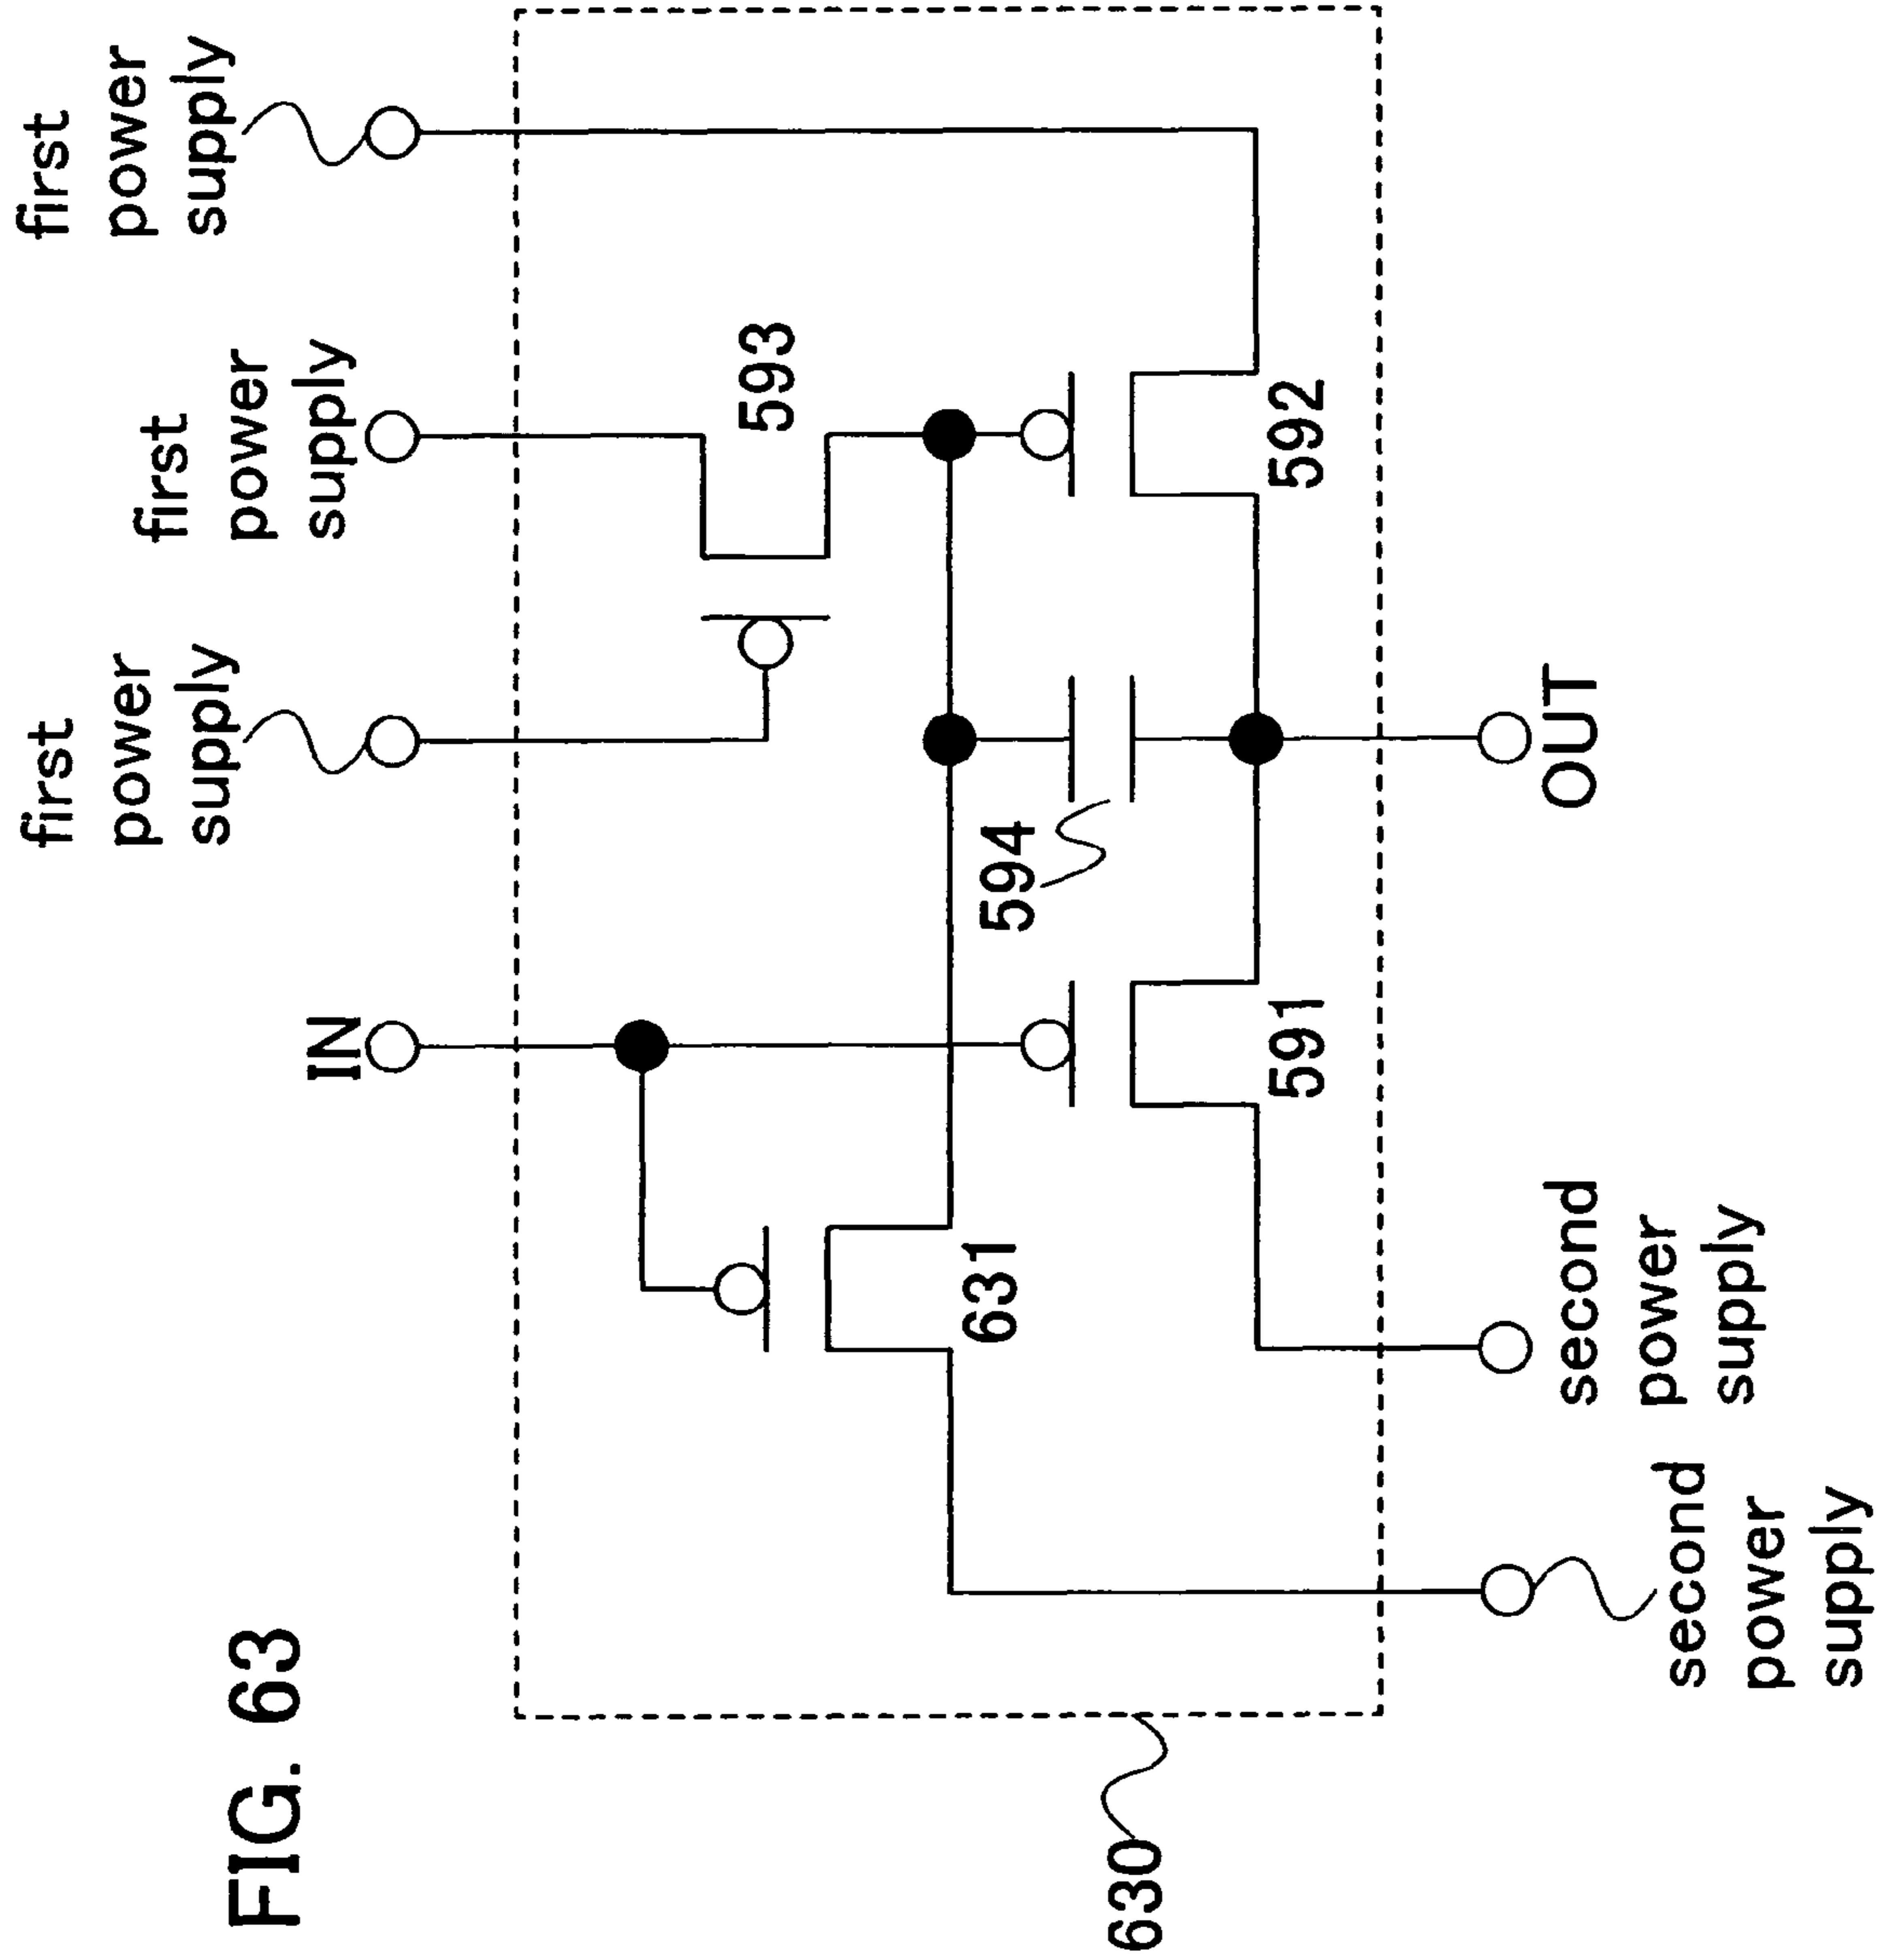 FIG. 63
first
power
supply
first
power
supply
first
power
supply
IN
593
631
594
630
591
592
second
power
supply
second
power
supply
OUT